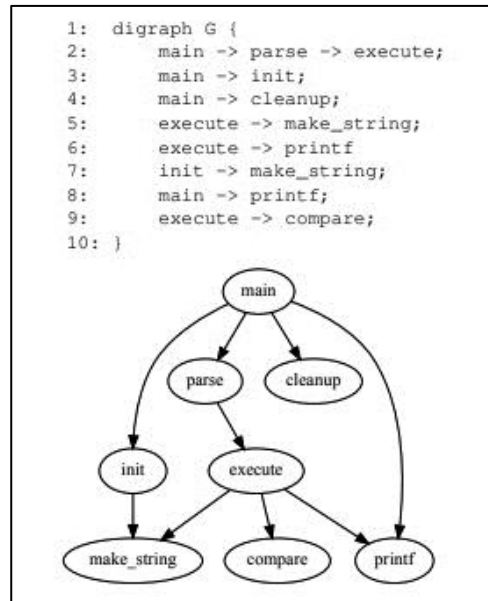 1: digraph G {
2: main -> parse -> execute;
3: main -> init;
4: main -> cleanup;
5: execute -> make_string;
6: execute -> printf
7: init -> make_string;
8: main -> printf;
9: execute -> compare;
10: }
main
parse
cleanup
init
execute
make_string
compare
printf